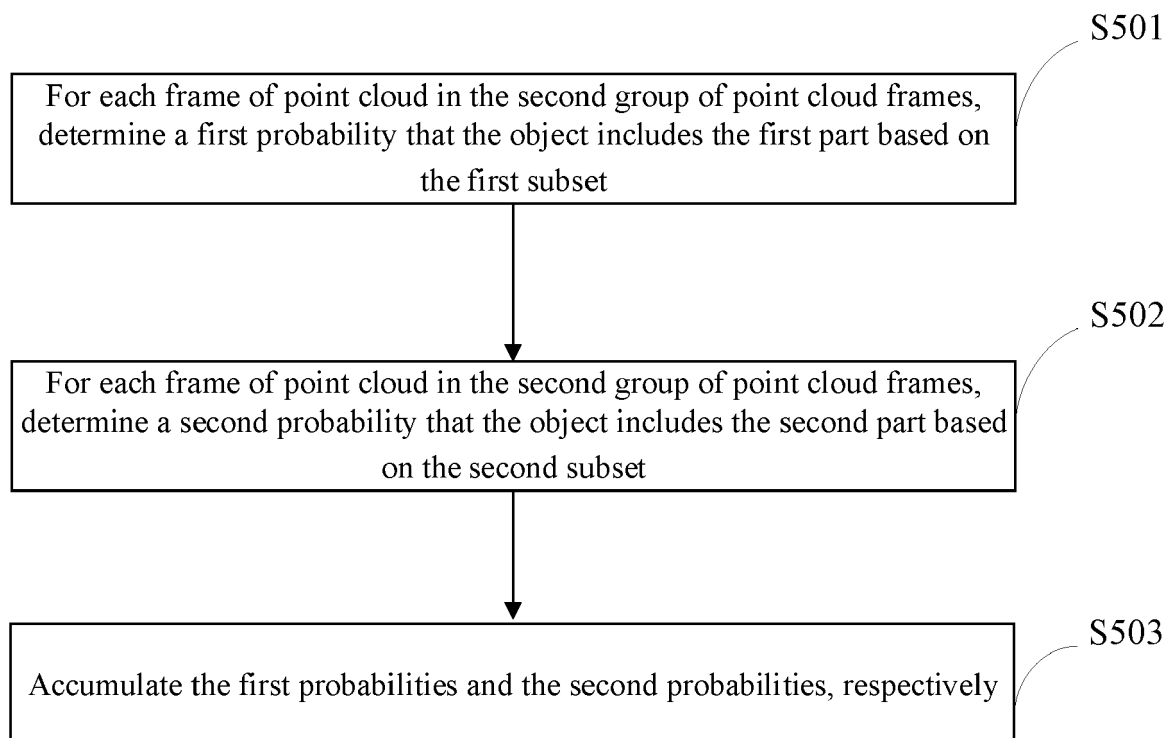 S501
For each frame of point cloud in the second group of point cloud frames,
determine a first probability that the object includes the first part based on
the first subset
S502
For each frame of point cloud in the second group of point cloud frames,
determine a second probability that the object includes the second part based
on the second subset
S503
Accumulate the first probabilities and the second probabilities, respectively